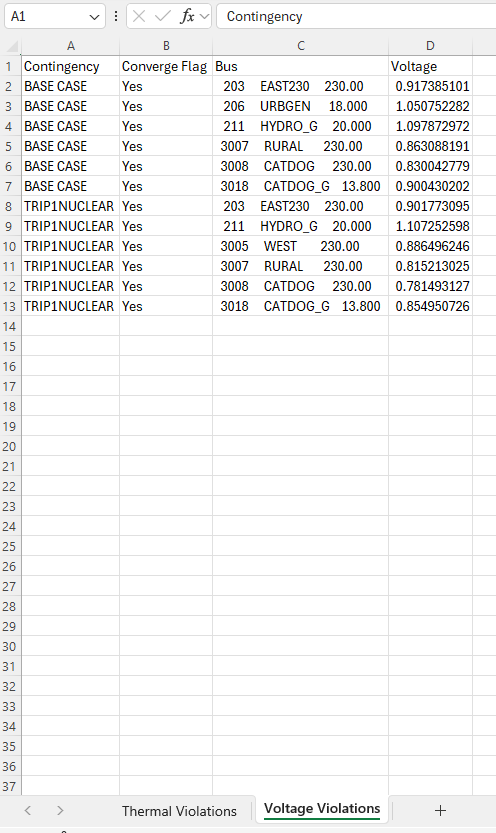 A1 fx Contingency
A B C D
1 Contingency Converge Flag Bus Voltage
2 BASE CASE Yes 203 EAST230 230.00 0.917385101
3 BASE CASE Yes 206 URBGEN 18.000 1.050752282
4 BASE CASE Yes 211 HYDRO_G 20.000 1.097872972
5 BASE CASE Yes 3007 RURAL 230.00 0.863088191
6 BASE CASE Yes 3008 CATDOG 230.00 0.830042779
7 BASE CASE Yes 3018 CATDOG_G 13.800 0.900430202
8 TRIP1NUCLEAR Yes 203 EAST230 230.00 0.901773095
9 TRIP1NUCLEAR Yes 211 HYDRO_G 20.000 1.107252598
10 TRIP1NUCLEAR Yes 3005 WEST 230.00 0.886496246
11 TRIP1NUCLEAR Yes 3007 RURAL 230.00 0.815213025
12 TRIP1NUCLEAR Yes 3008 CATDOG 230.00 0.781493127
13 TRIP1NUCLEAR Yes 3018 CATDOG_G 13.800 0.854950726
14
15
16
17
18
19
20
21
22
23
24
25
26
27
28
29
30
31
32
33
34
35
36
37
Thermal Violations Voltage Violations +